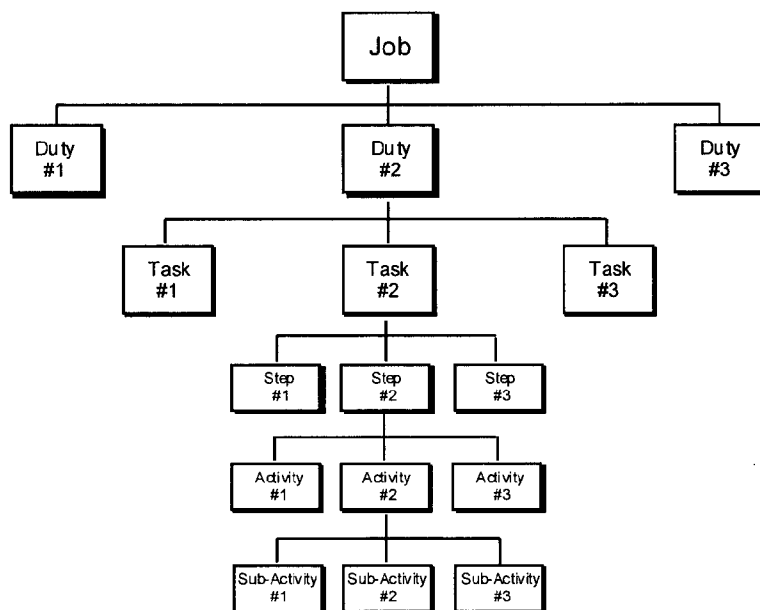 Job
Duty
#1
Duty
#2
Duty
#3
Task
#1
Task
#2
Task
#3
Step
#1
Step
#2
Step
#3
Activity
#1
Activity
#2
Activity
#3
Sub-Activity
#1
Sub-Activity
#2
Sub-Activity
#3